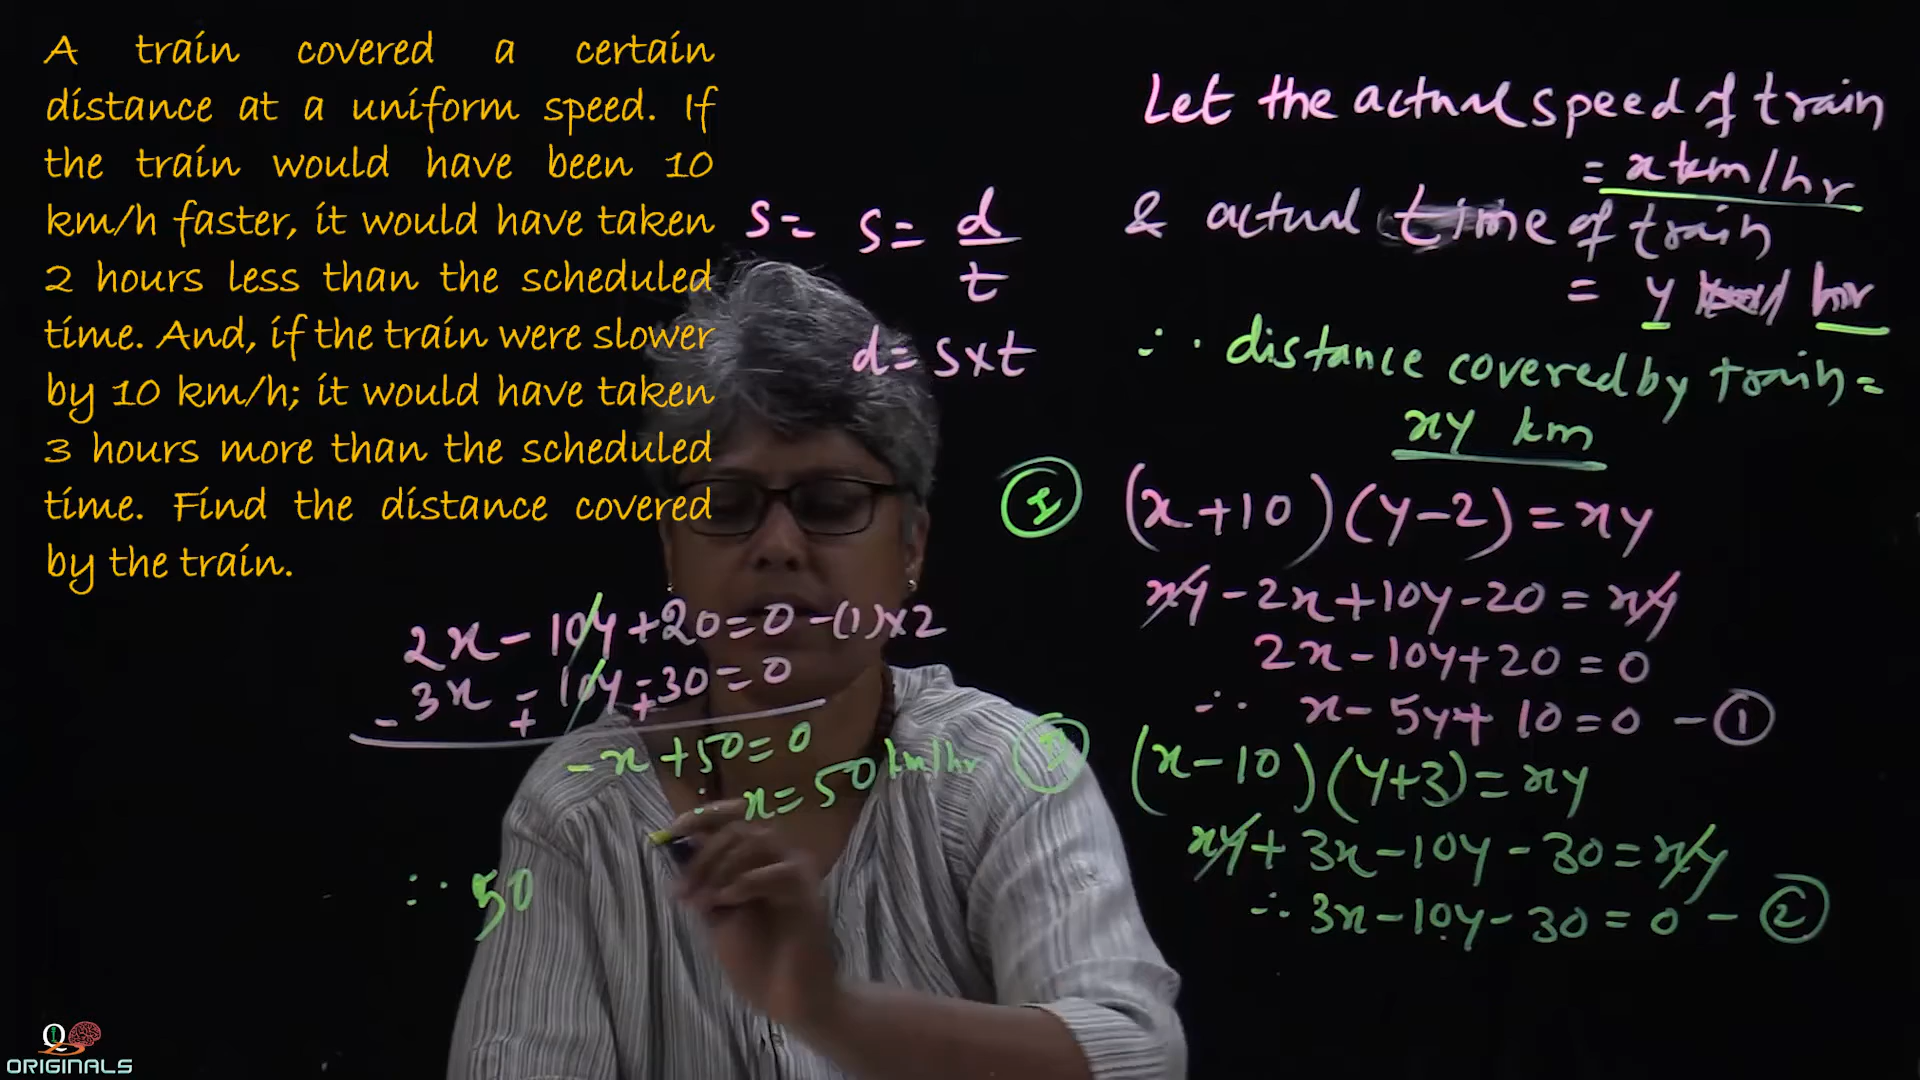 A train covered a certain
distance at a uniform speed. If
the train would have been 10
km/h faster, it would have taken
2 hours less than the scheduled
time. And, if the train were slower
by 10 km/h; it would have taken
3 hours more than the scheduled
time. Find the distance covered
by the train.
S= S= d/t
d= s×t
Let the actual speed of train
= x km/hr
& actual time of train
= y hr
∴ distance covered by train =
xy km
I (x+10)(y-2)=xy
xy-2x+10y-20=xy
2x-10y+20=0
∴ x-5y+10=0 -①
II (x-10)(y+3)=xy
xy+3x-10y-30=xy
∴ 3x-10y-30=0 -②
2x-10y+20=0 -(1)×2
3x-10y-30=0
- + +
-x+50=0
∴ x=50 km/hr
∴ 50
Q
ORIGINALS